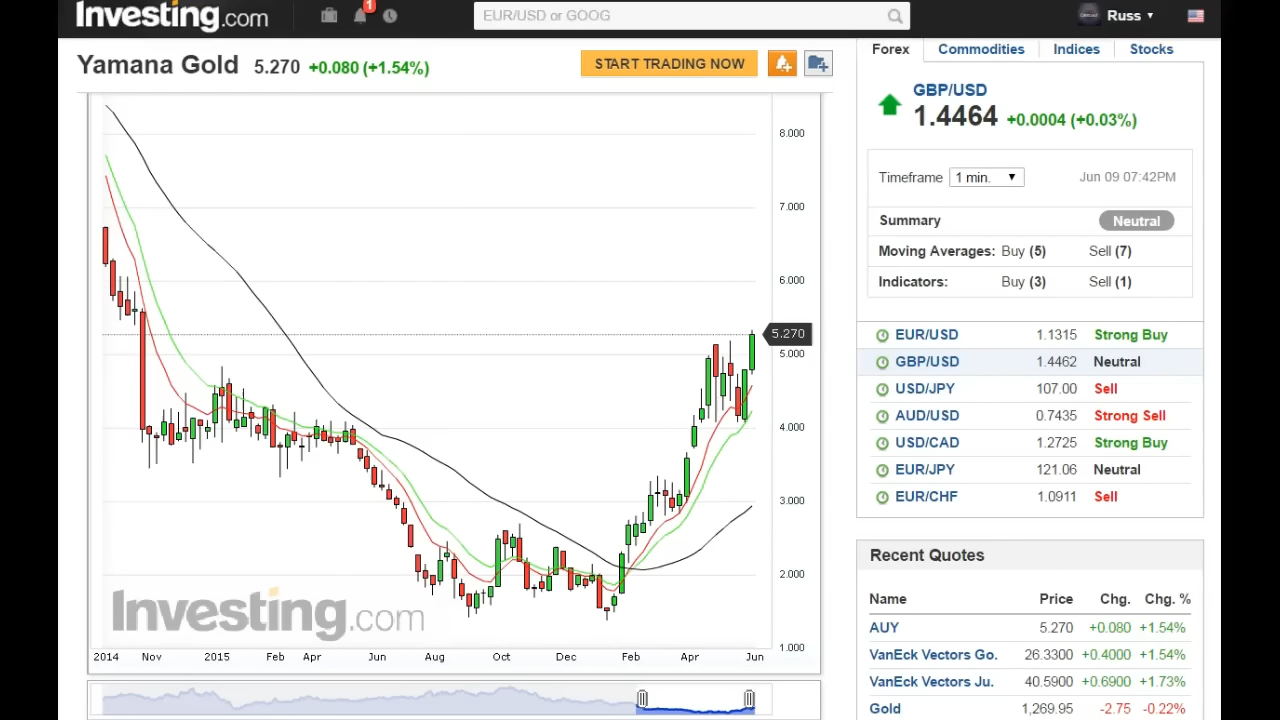 Investing.com
1
EUR/USD or GOOG
Russ
Yamana Gold 5.270 +0.080 (+1.54%)
START TRADING NOW
8.000
7.000
6.000
5.270
5.000
4.000
3.000
2.000
1.000
Investing.com
2014 Nov 2015 Feb Apr Jun Aug Oct Dec Feb Apr Jun
Forex Commodities Indices Stocks
GBP/USD
1.4464 +0.0004 (+0.03%)
Timeframe 1 min. Jun 09 07:42PM
Summary Neutral
Moving Averages: Buy (5) Sell (7)
Indicators: Buy (3) Sell (1)
EUR/USD 1.1315 Strong Buy
GBP/USD 1.4462 Neutral
USD/JPY 107.00 Sell
AUD/USD 0.7435 Strong Sell
USD/CAD 1.2725 Strong Buy
EUR/JPY 121.06 Neutral
EUR/CHF 1.0911 Sell
Recent Quotes
Name Price Chg. Chg. %
AUY 5.270 +0.080 +1.54%
VanEck Vectors Go. 26.3300 +0.4000 +1.54%
VanEck Vectors Ju. 40.5900 +0.6900 +1.73%
Gold 1,269.95 -2.75 -0.22%